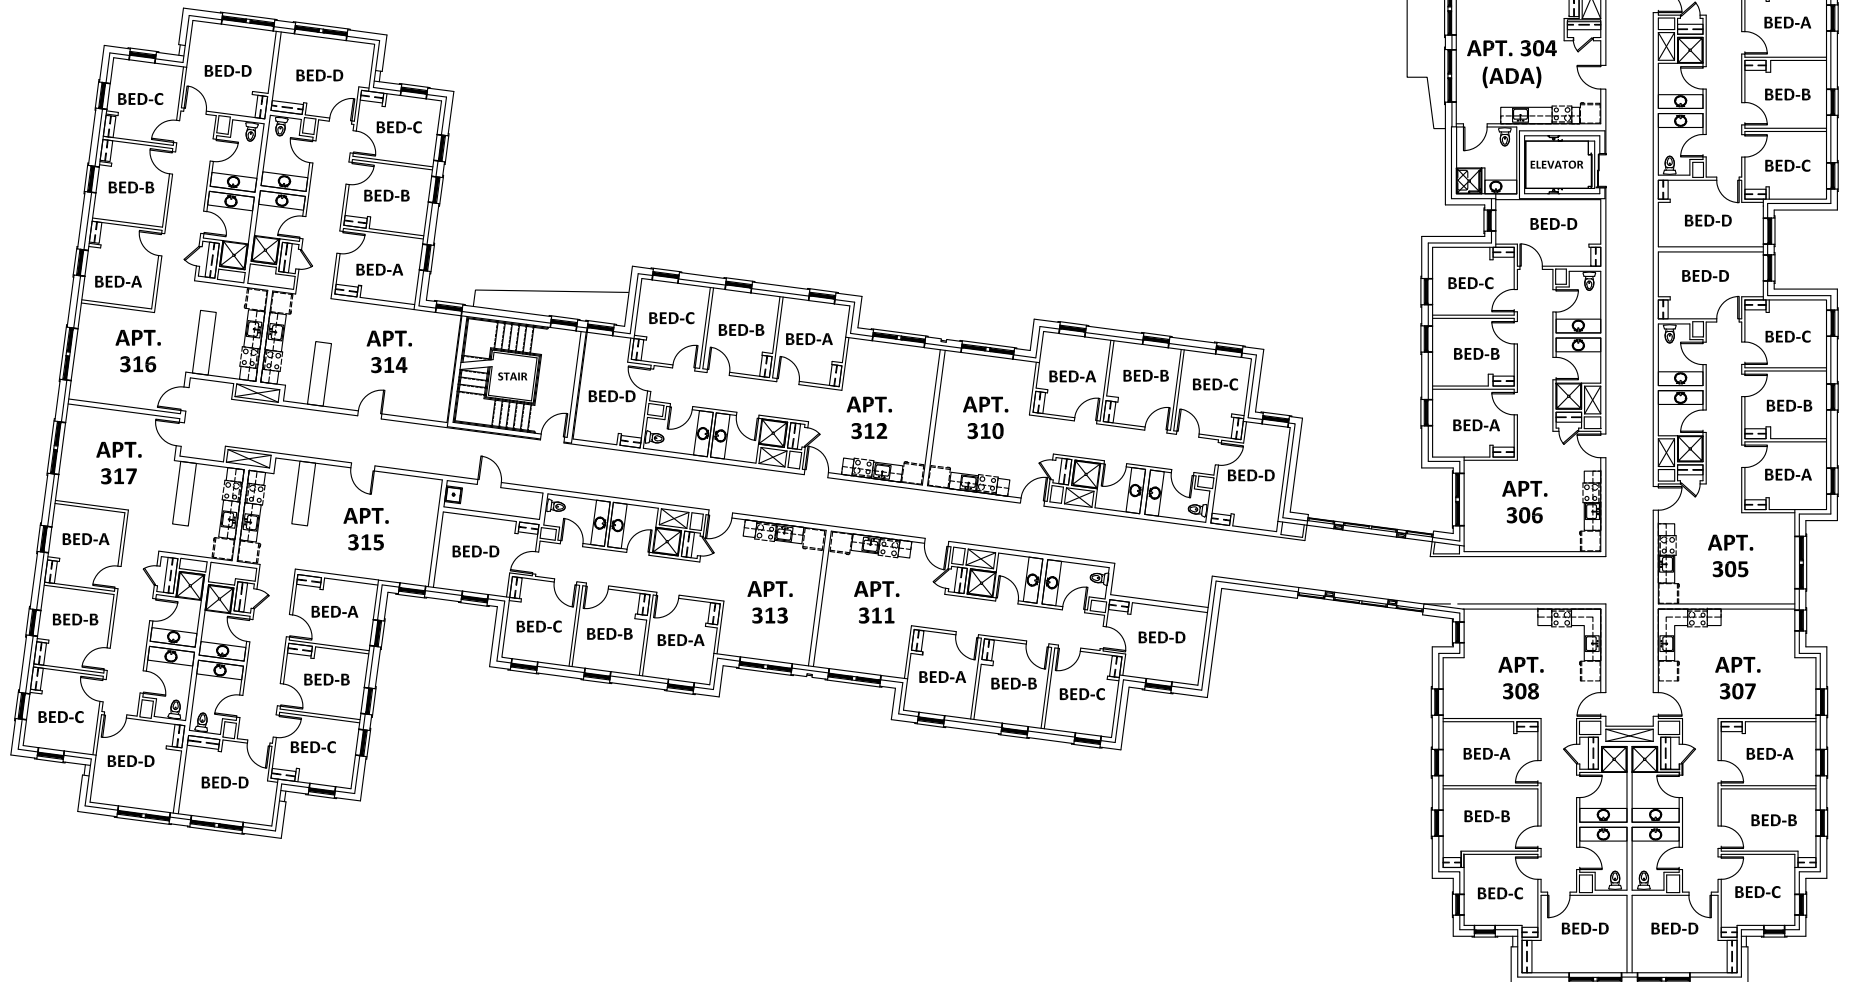 BED-D
BED-D
BED-C
BED-C
BED-B
BED-B
BED-A
BED-A
APT.
316
APT.
314
STAIR
APT.
317
APT.
315
BED-A
BED-B
BED-C
BED-D
BED-A
BED-B
BED-C
BED-D
BED-C
BED-B
BED-A
BED-D
APT.
312
APT.
310
BED-A
BED-B
BED-C
BED-D
BED-D
BED-C
BED-B
BED-A
APT.
313
APT.
311
BED-A
BED-B
BED-C
BED-D
APT. 304
(ADA)
ELEVATOR
BED-A
BED-B
BED-C
BED-D
BED-D
BED-C
BED-B
BED-A
APT.
306
BED-D
BED-C
BED-B
BED-A
APT.
305
APT.
308
APT.
307
BED-A
BED-B
BED-C
BED-D
BED-A
BED-B
BED-C
BED-D